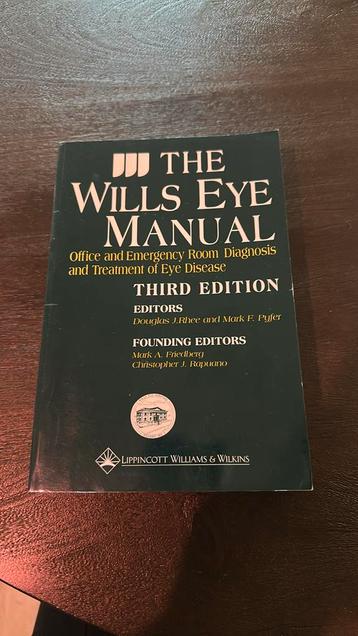 THE
WILLS EYE
MANUAL
Office and Emergency Room Diagnosis
and Treatment of Eye Disease
THIRD EDITION
EDITORS
Douglas J.Rhee and Mark F. Pyfer
FOUNDING EDITORS
Mark A. Friedberg
Christopher J. Rapuano
LIPPINCOTT WILLIAMS & WILKINS